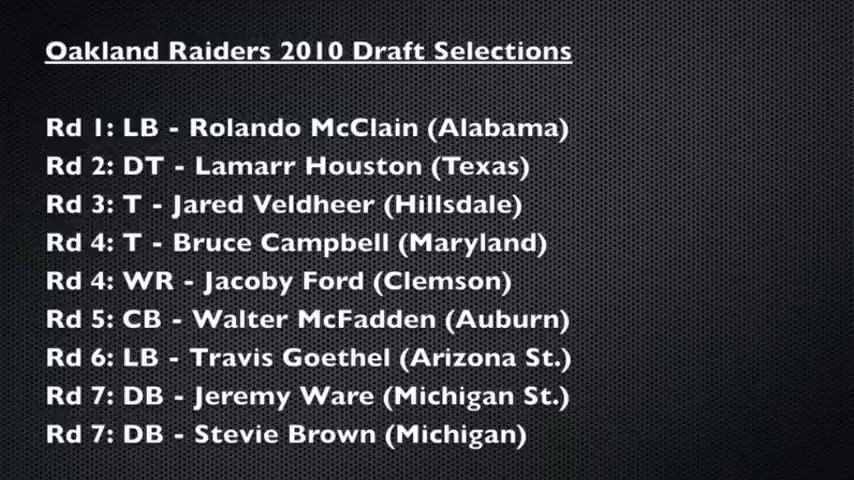 Oakland Raiders 2010 Draft Selections
Rd 1: LB - Rolando McClain (Alabama)
Rd 2: DT - Lamarr Houston (Texas)
Rd 3: T - Jared Veldheer (Hillsdale)
Rd 4: T - Bruce Campbell (Maryland)
Rd 4: WR - Jacoby Ford (Clemson)
Rd 5: CB - Walter McFadden (Auburn)
Rd 6: LB - Travis Goethel (Arizona St.)
Rd 7: DB - Jeremy Ware (Michigan St.)
Rd 7: DB - Stevie Brown (Michigan)